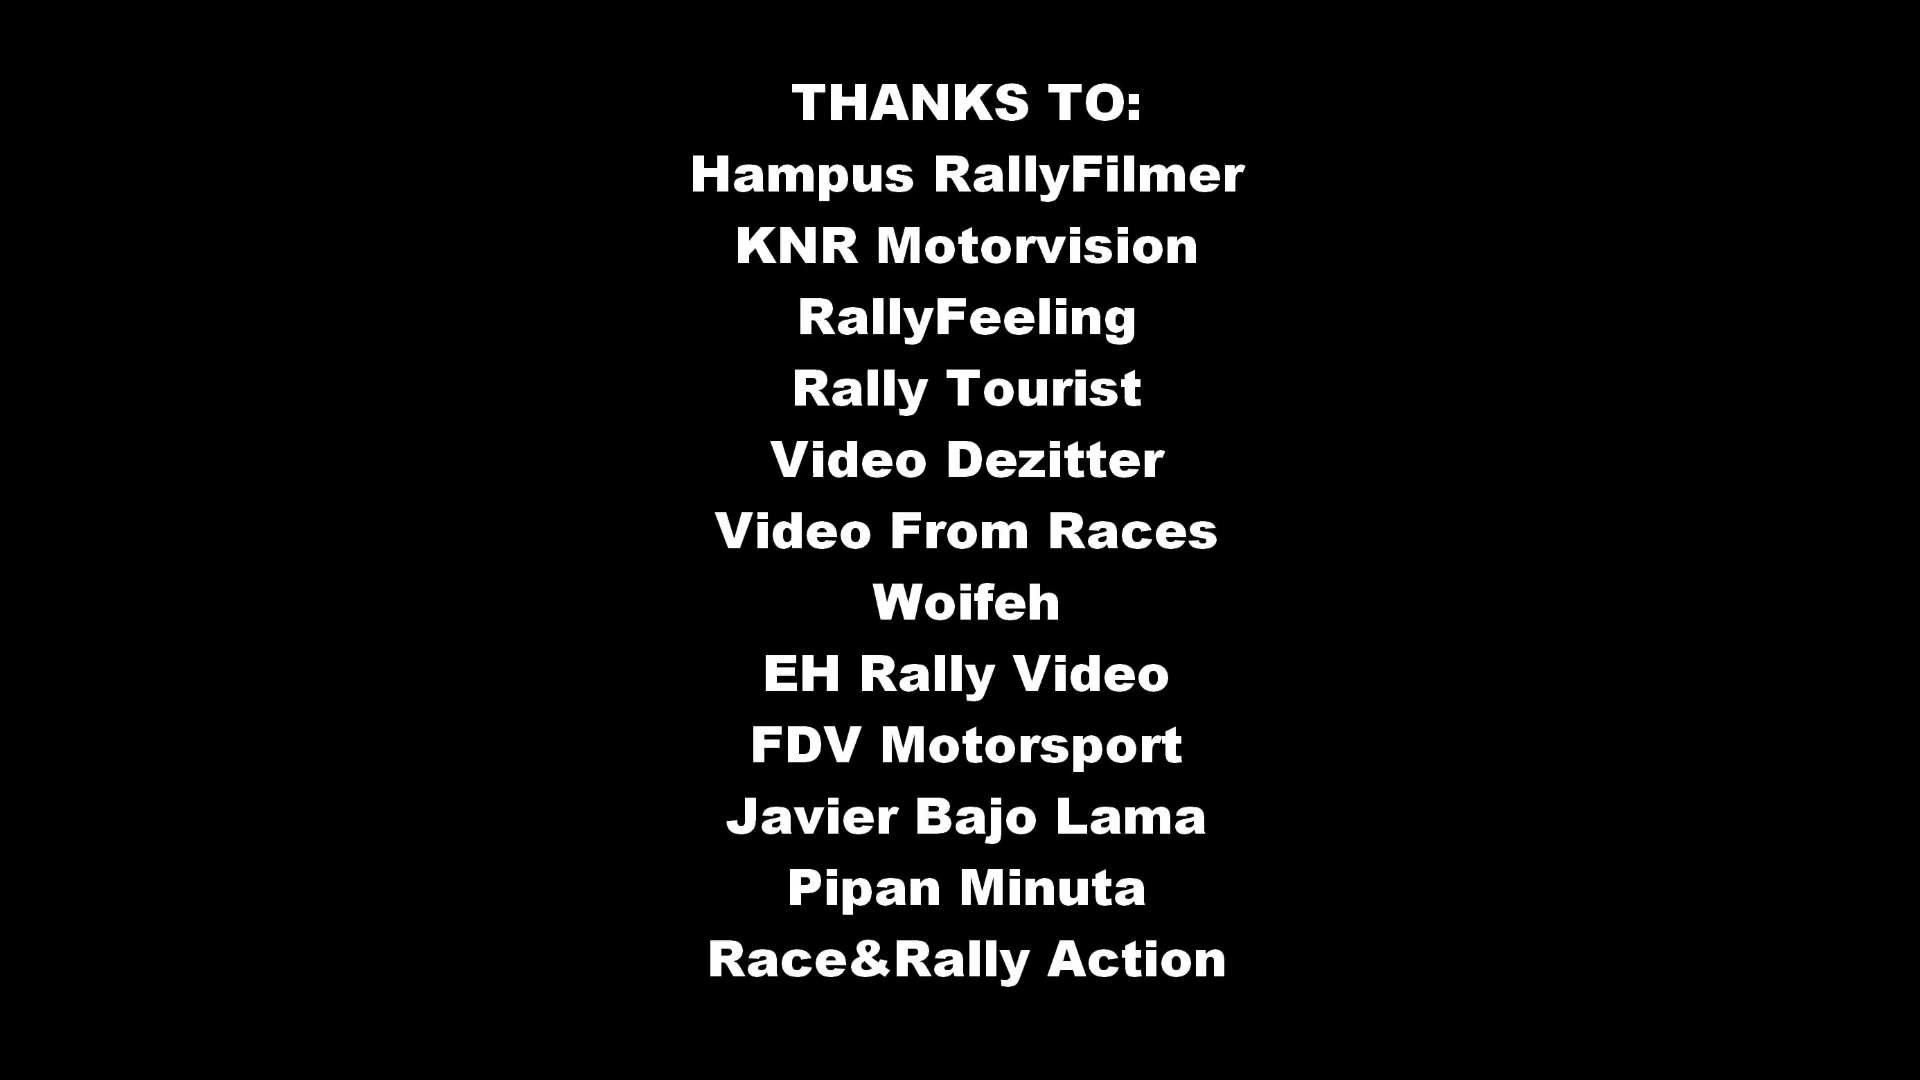 THANKS TO:
Hampus RallyFilmer
KNR Motorvision
RallyFeeling
Rally Tourist
Video Dezitter
Video From Races
Woifeh
EH Rally Video
FDV Motorsport
Javier Bajo Lama
Pipan Minuta
Race&Rally Action